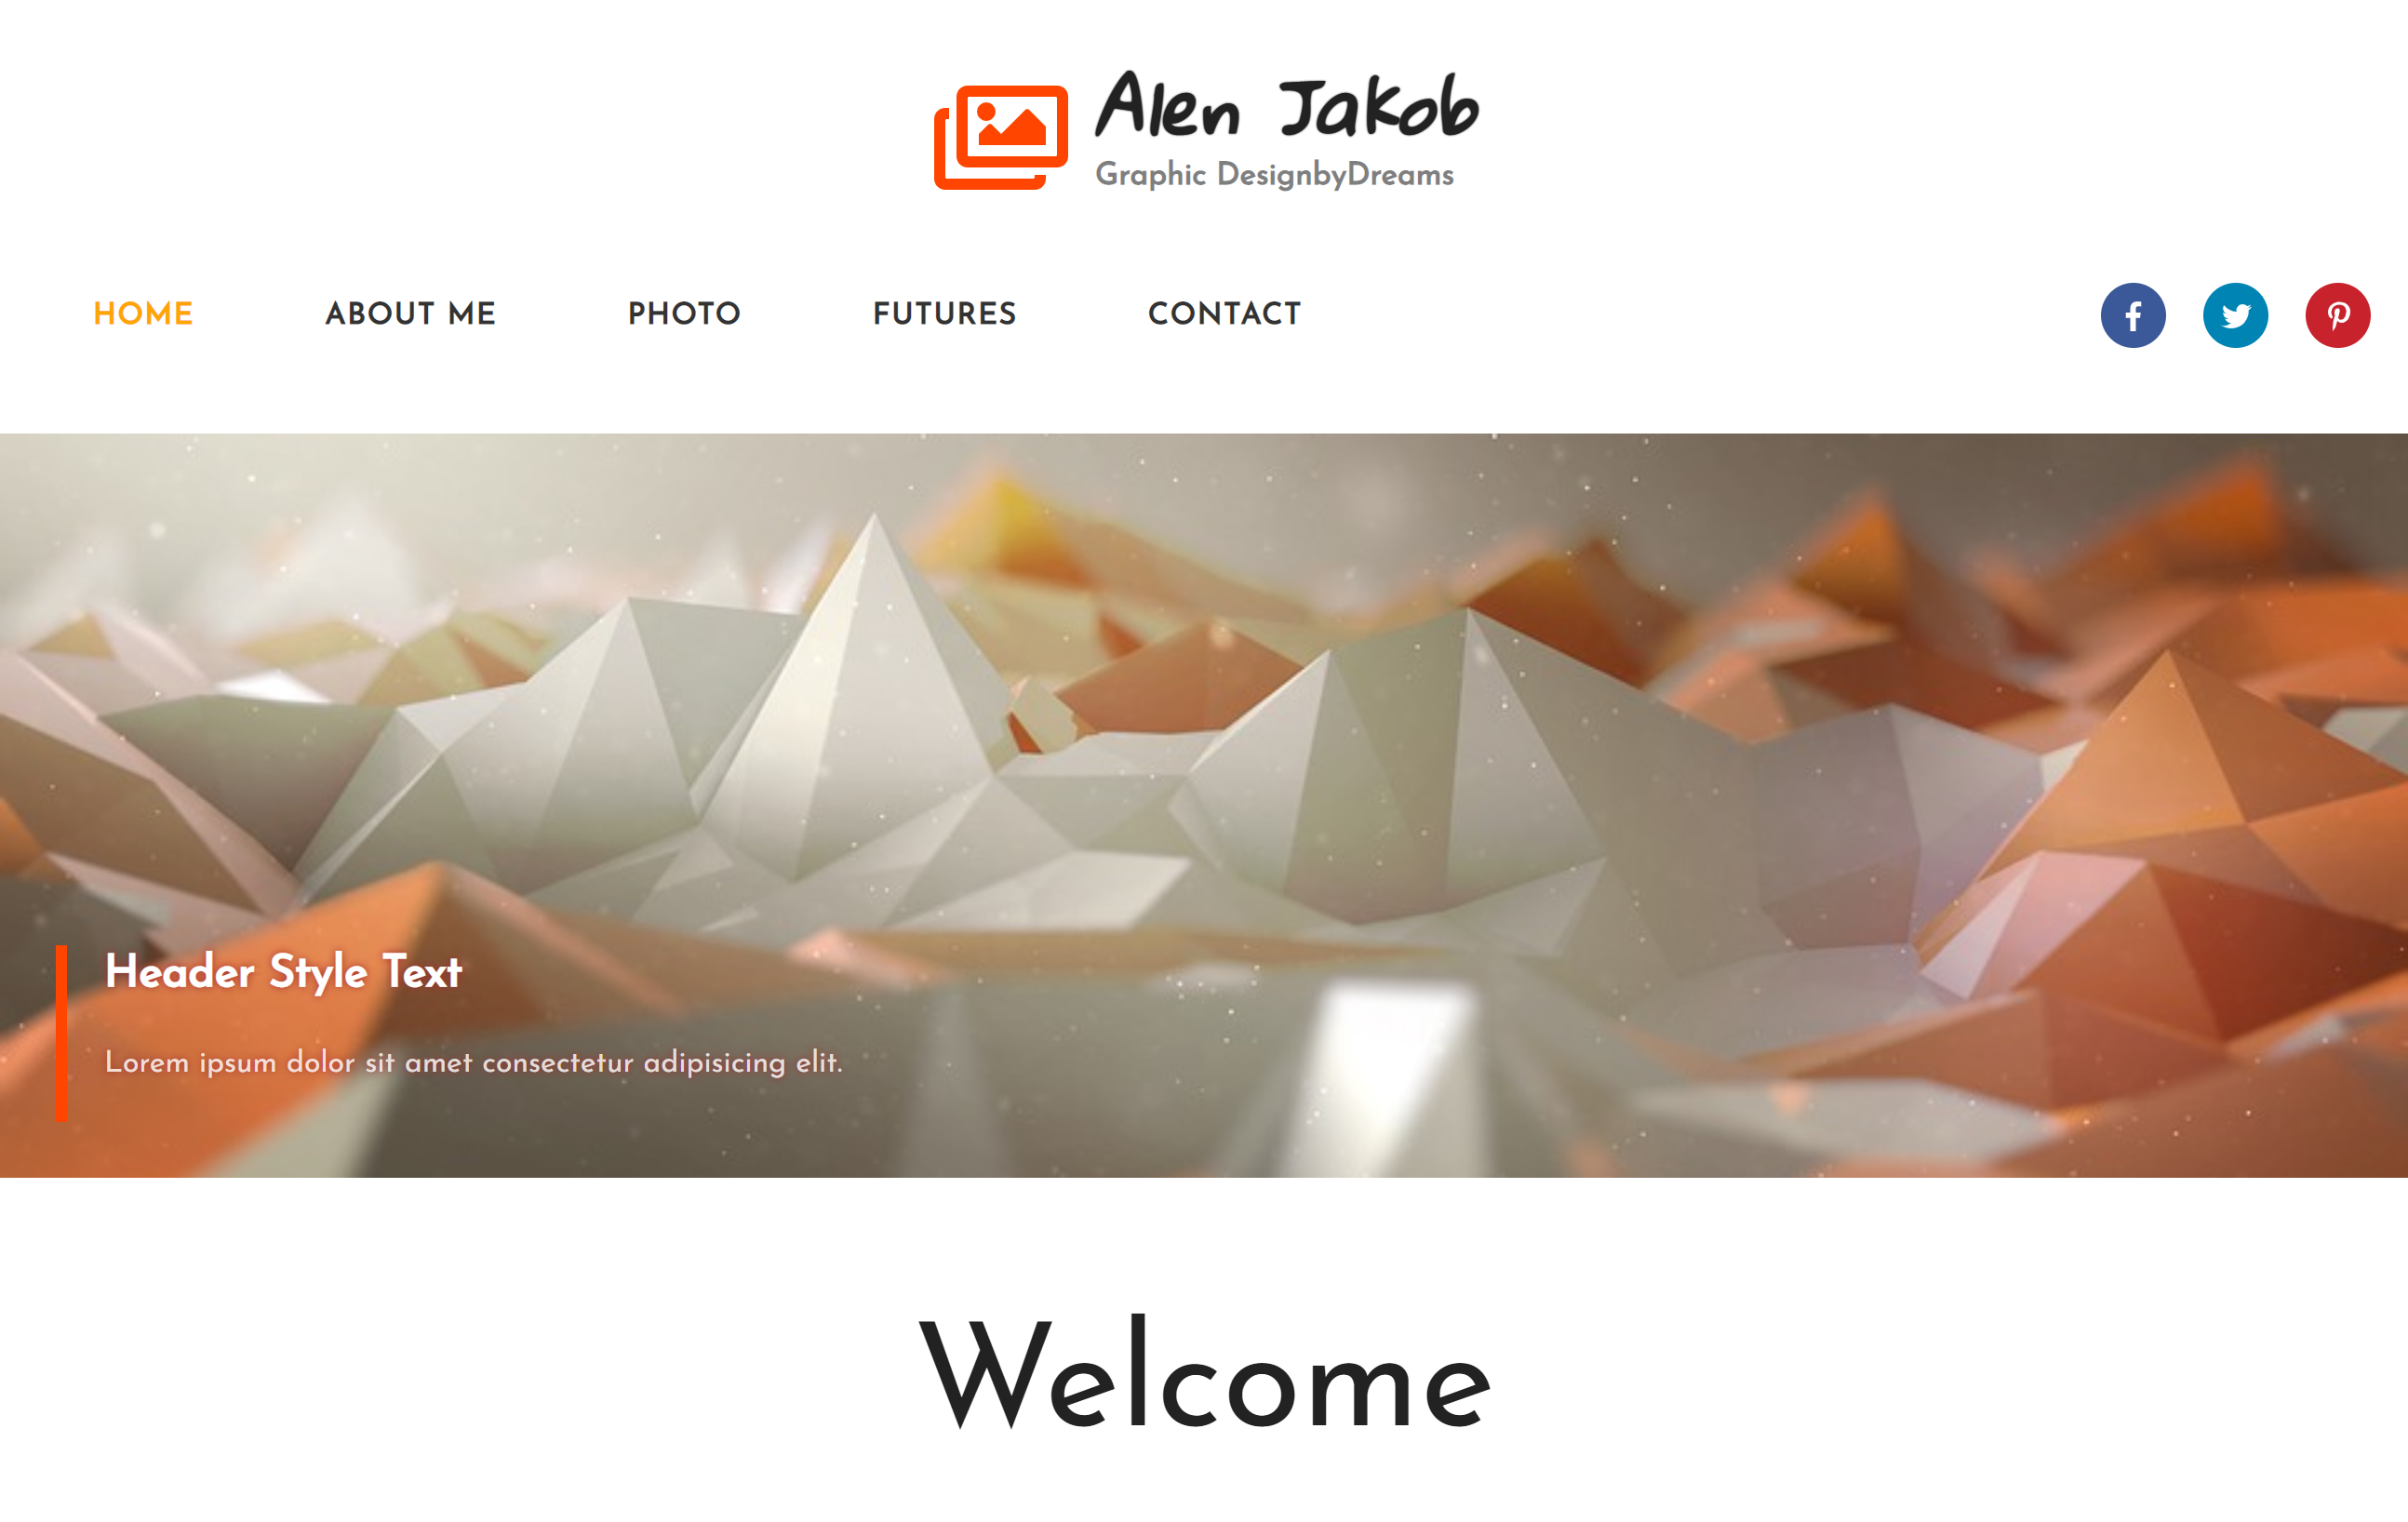 Alen Jakob
Graphic DesignbyDreams
HOME ABOUT ME PHOTO FUTURES CONTACT
Header Style Text
Lorem ipsum dolor sit amet consectetur adipisicing elit.
Welcome